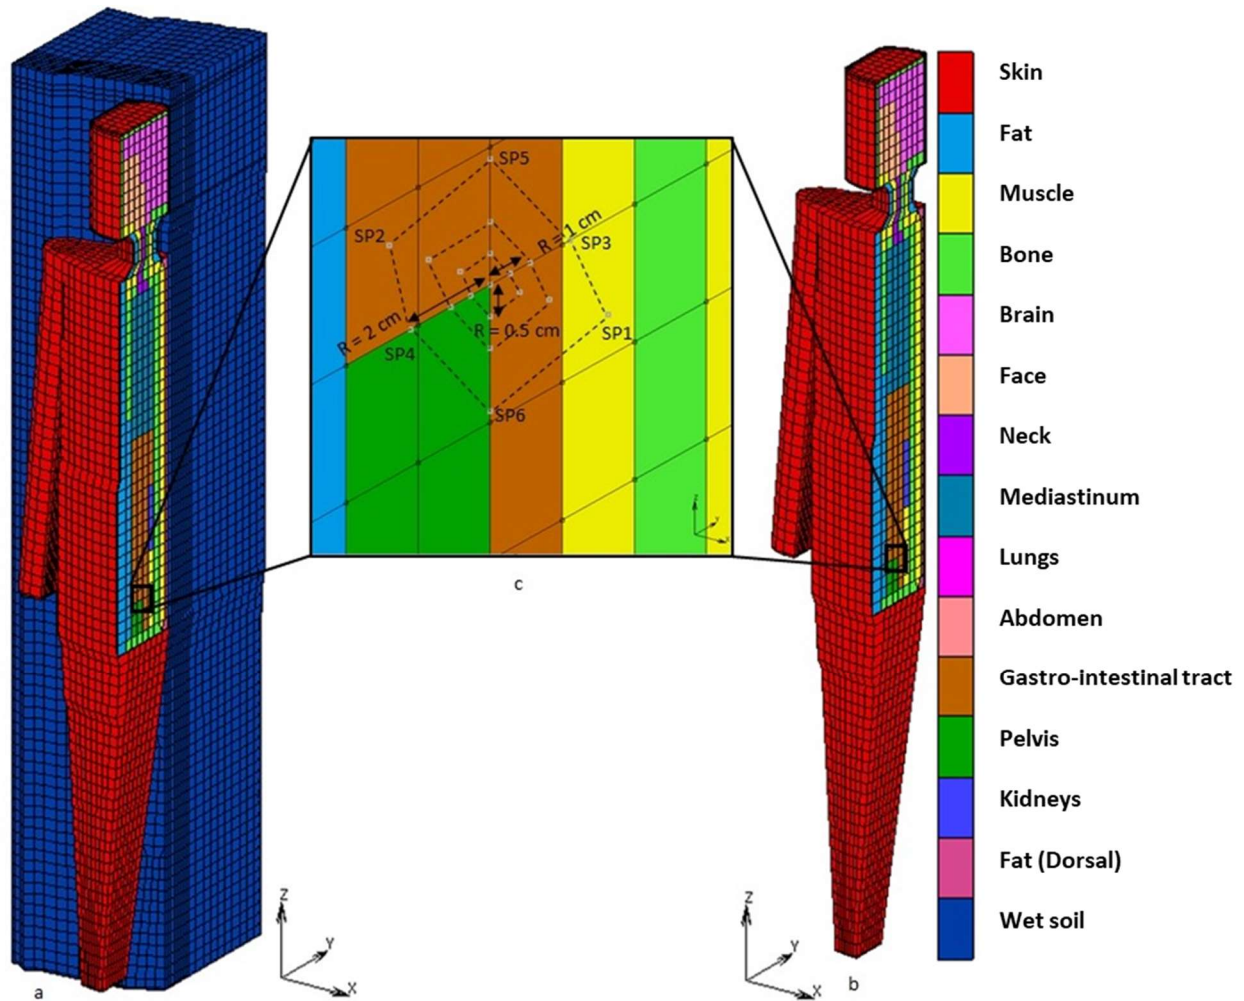 SP5
SP2
R = 1 cm
SP3
R = 2 cm
R = 0.5 cm
SP1
SP4
SP6
z
y
x
c
Z
Y
X
a
Z
Y
X
b
Skin
Fat
Muscle
Bone
Brain
Face
Neck
Mediastinum
Lungs
Abdomen
Gastro-intestinal tract
Pelvis
Kidneys
Fat (Dorsal)
Wet soil